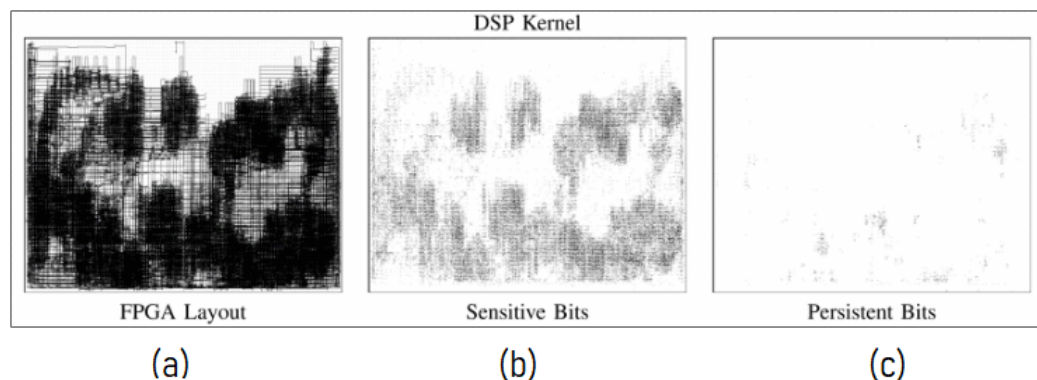 DSP Kernel
FPGA Layout
Sensitive Bits
Persistent Bits
(a)
(b)
(c)